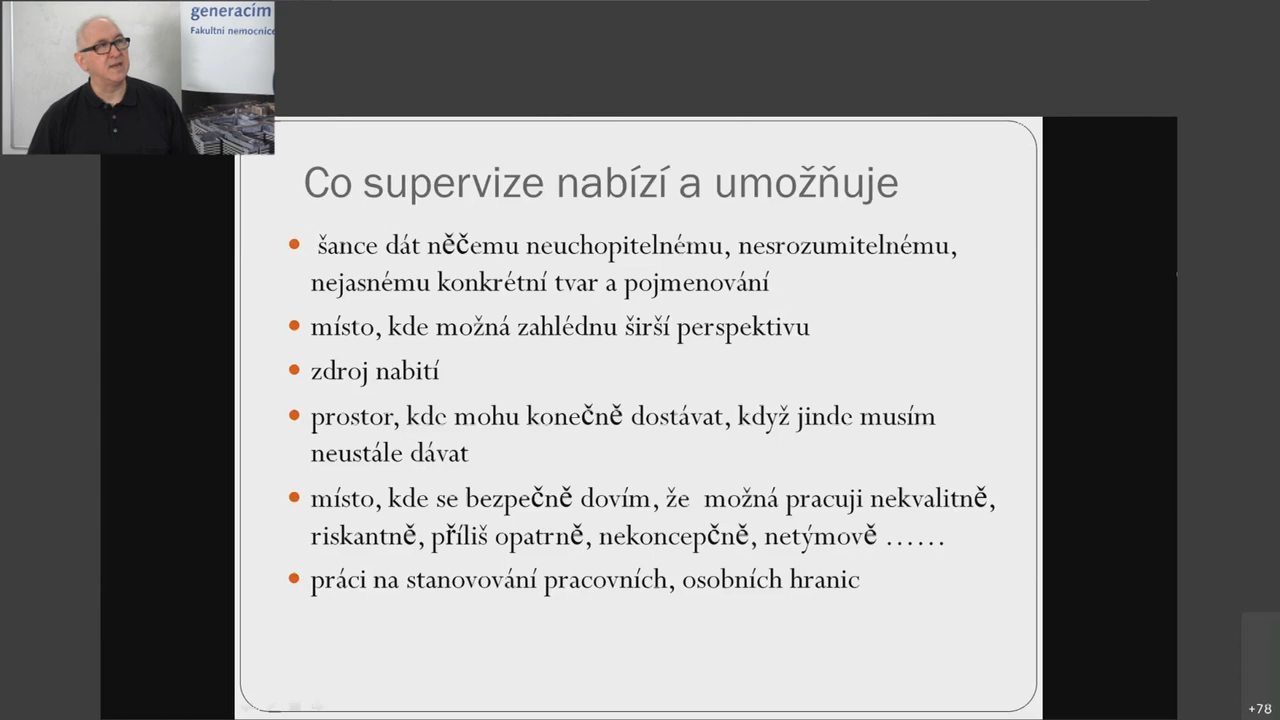 generacím
Fakultní nemocnice
Co supervize nabízí a umožňuje
šance dát něčemu neuchopitelnému, nesrozumitelnému,
nejasnému konkrétní tvar a pojmenování
místo, kde možná zahlédnu širší perspektivu
zdroj nabití
prostor, kde mohu konečně dostávat, když jinde musím
neustále dávat
místo, kde se bezpečně dovím, že možná pracuji nekvalitně,
riskantně, příliš opatrně, nekoncepčně, netýmově ……
práci na stanovování pracovních, osobních hranic
+78